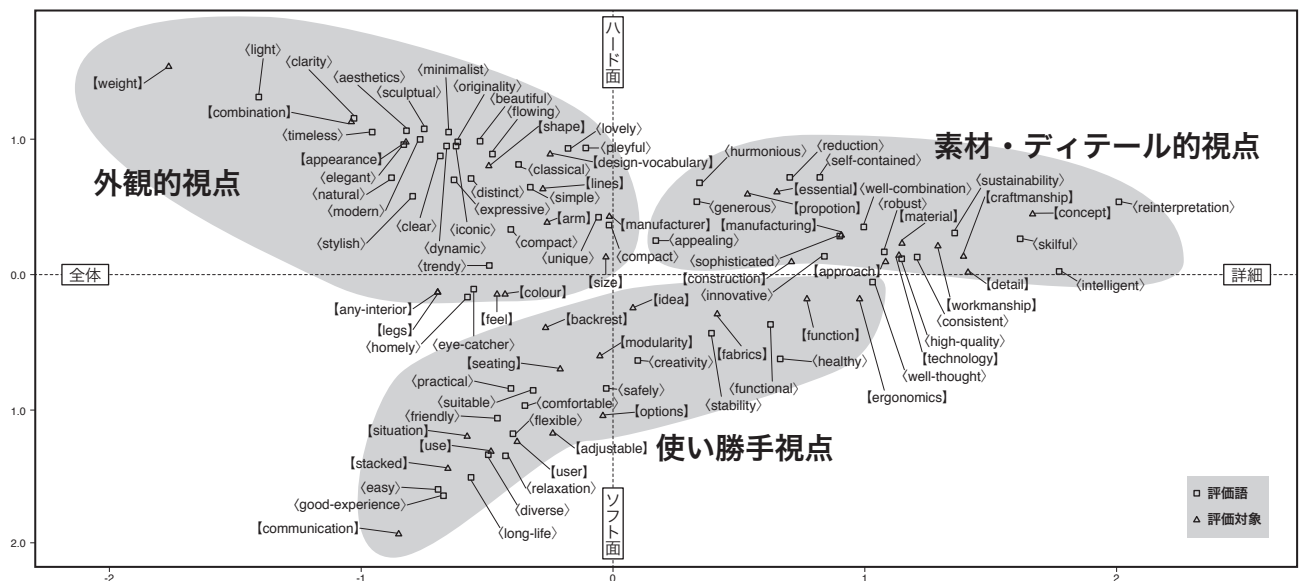 ハード面
〈light〉
〈clarity〉
〈minimalist〉
【weight】
〈aesthetics〉
〈originality〉
〈sculptual〉
〈beautiful〉
【combination】
〈flowing〉
〈timeless〉
【shape】
〈lovely〉
1.0
〈pleyful〉
〈reduction〉
素材・ディテール的視点
【appearance】
【design-vocabulary】
〈hurmonious〉
〈self-contained〉
〈elegant〉
〈classical〉
外観的視点
〈natural〉
〈distinct〉
【lines】
【essential】
〈well-combination〉
〈sustainability〉
〈modern〉
〈expressive〉
〈simple〉
〈generous〉
【propotion】
〈robust〉
【craftmanship】
〈clear〉
〈iconic〉
【arm】
【manufacturer】
【manufacturing】
【material】
【concept】
〈reinterpretation〉
〈stylish〉
〈dynamic〉
〈compact〉
〈unique〉
〈compact〉
〈appealing〉
〈skilful〉
〈trendy〉
〈sophisticated〉
0.0
全体
【size】
【construction】
【approach】
詳細
【detail】
〈intelligent〉
【any-interior】
【colour】
【idea】
〈innovative〉
【workmanship】
【legs】
【feel】
【backrest】
〈consistent〉
〈homely〉
〈eye-catcher〉
【modularity】
【function】
〈high-quality〉
【seating】
〈creativity〉
【fabrics】
〈healthy〉
【technology】
〈practical〉
〈safely〉
〈functional〉
〈well-thought〉
〈suitable〉
〈comfortable〉
〈stability〉
【ergonomics】
1.0
〈friendly〉
【options】
〈flexible〉
【situation】
【use】
【adjustable】
使い勝手視点
【stacked】
【user】
〈easy〉
〈relaxation〉
〈good-experience〉
〈diverse〉
【communication】
〈long-life〉
ソフト面
評価語
評価対象
2.0
-2 -1 0 1 2